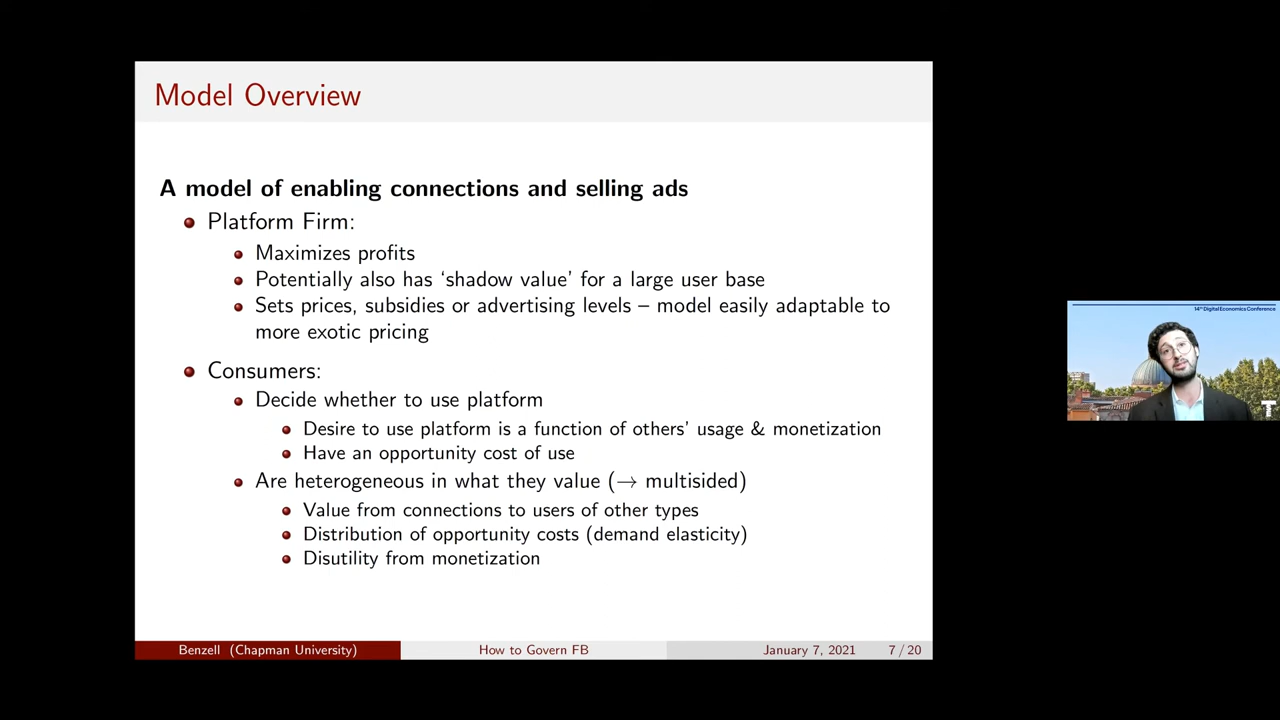 Model Overview
A model of enabling connections and selling ads
Platform Firm:
Maximizes profits
Potentially also has ‘shadow value’ for a large user base
Sets prices, subsidies or advertising levels – model easily adaptable to
more exotic pricing
Consumers:
Decide whether to use platform
Desire to use platform is a function of others’ usage & monetization
Have an opportunity cost of use
Are heterogeneous in what they value (→ multisided)
Value from connections to users of other types
Distribution of opportunity costs (demand elasticity)
Disutility from monetization
Benzell (Chapman University)
How to Govern FB
January 7, 2021
7 / 20
14th Digital Economics Conference
T